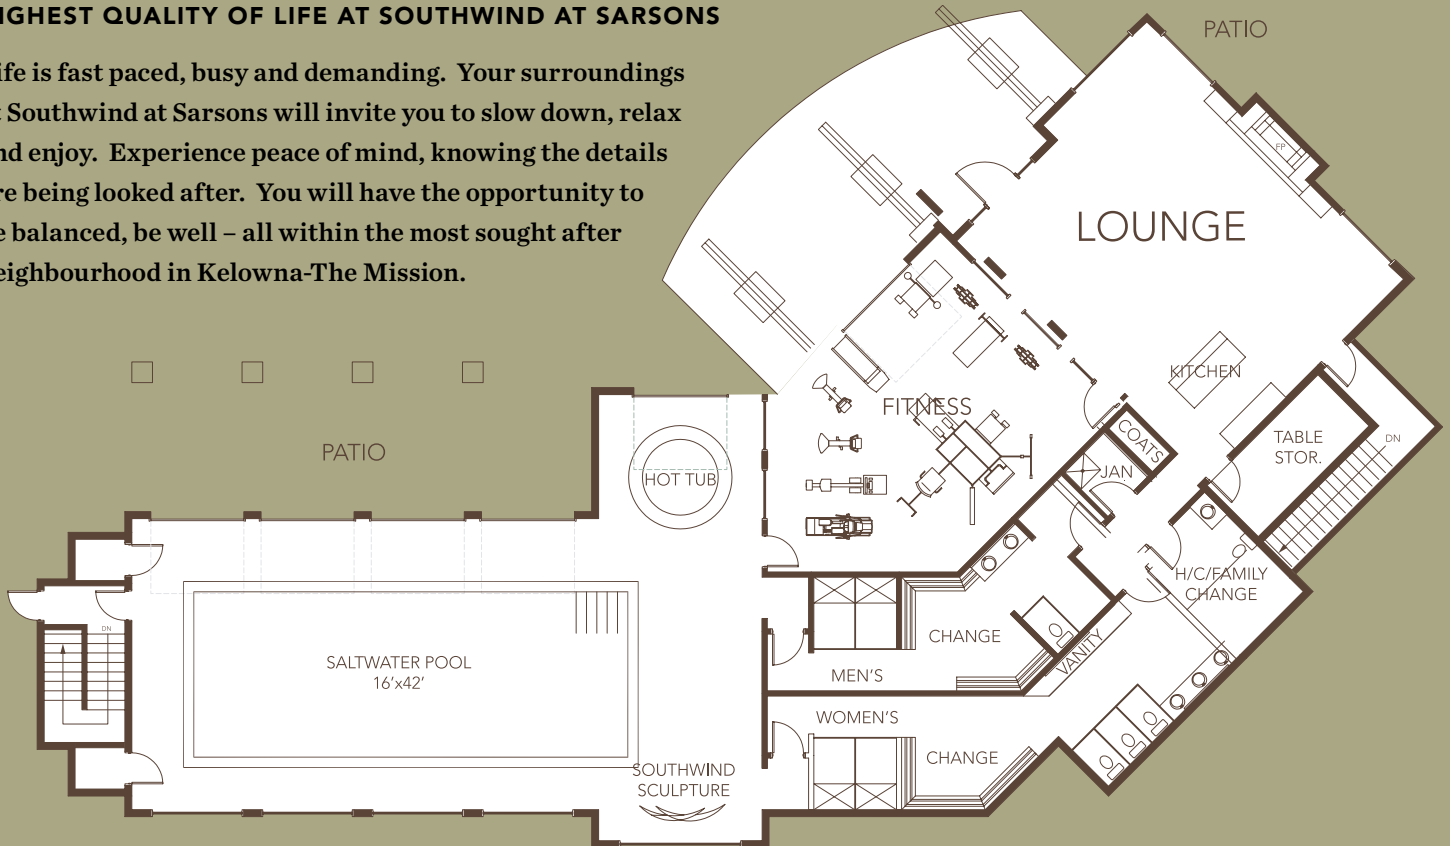 IGHEST QUALITY OF LIFE AT SOUTHWIND AT SARSONS
ife is fast paced, busy and demanding.  Your surroundings
t Southwind at Sarsons will invite you to slow down, relax
nd enjoy.  Experience peace of mind, knowing the details
re being looked after.  You will have the opportunity to
e balanced, be well – all within the most sought after
eighbourhood in Kelowna-The Mission.
PATIO
FP
LOUNGE
KITCHEN
FITNESS
COATS
TABLE
STOR.
DN
JAN
PATIO
HOT TUB
H/C/FAMILY
CHANGE
DN
CHANGE
VANITY
SALTWATER POOL
16'x42'
MEN'S
WOMEN'S
CHANGE
SOUTHWIND
SCULPTURE